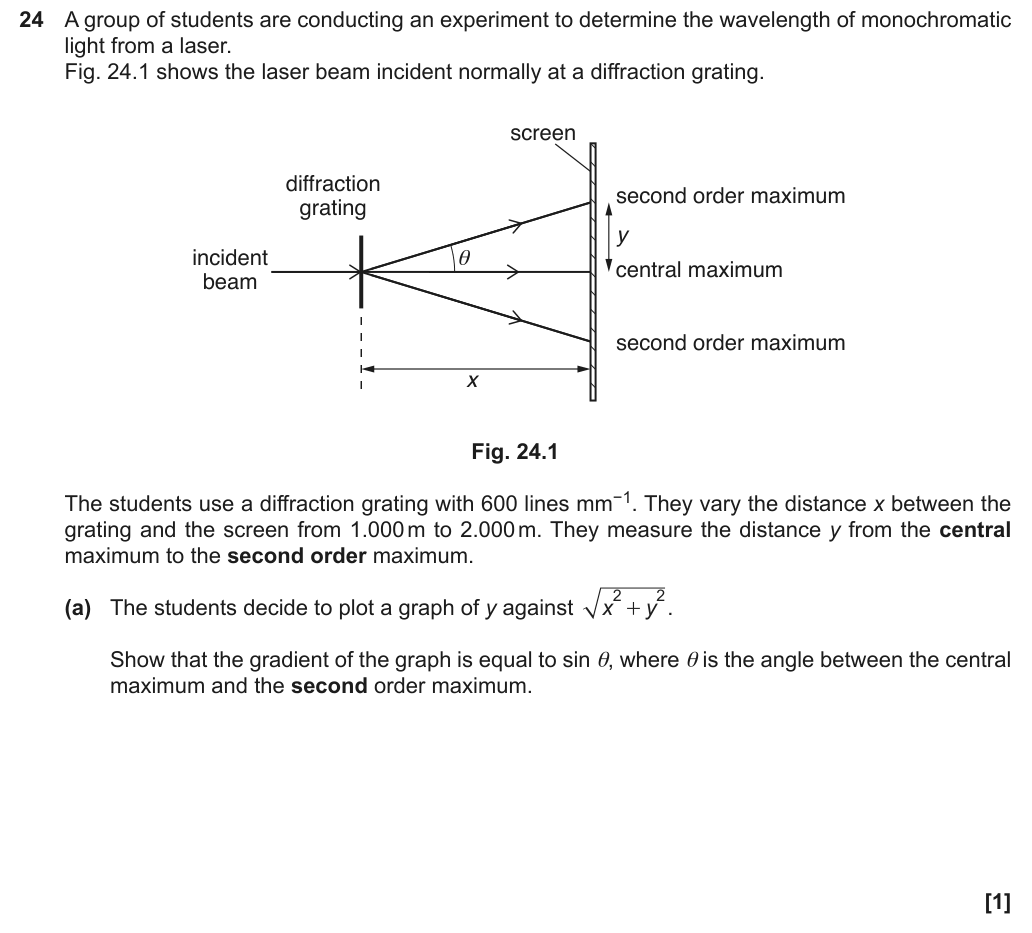 24 A group of students are conducting an experiment to determine the wavelength of monochromatic
light from a laser.
Fig. 24.1 shows the laser beam incident normally at a diffraction grating.
screen
diffraction
grating
second order maximum
incident
beam
θ
y
central maximum
second order maximum
x
Fig. 24.1
The students use a diffraction grating with 600 lines mm⁻¹. They vary the distance x between the
grating and the screen from 1.000 m to 2.000 m. They measure the distance y from the central
maximum to the second order maximum.
(a) The students decide to plot a graph of y against √(x² + y²).
Show that the gradient of the graph is equal to sin θ, where θ is the angle between the central
maximum and the second order maximum.
[1]